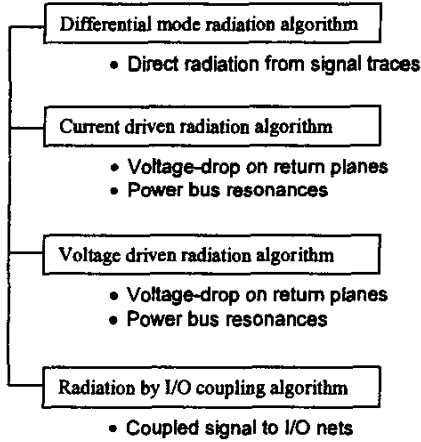 Differential mode radiation algorithm
• Direct radiation from signal traces
Current driven radiation algorithm
• Voltage-drop on return planes
• Power bus resonances
Voltage driven radiation algorithm
• Voltage-drop on return planes
• Power bus resonances
Radiation by I/O coupling algorithm
• Coupled signal to I/O nets